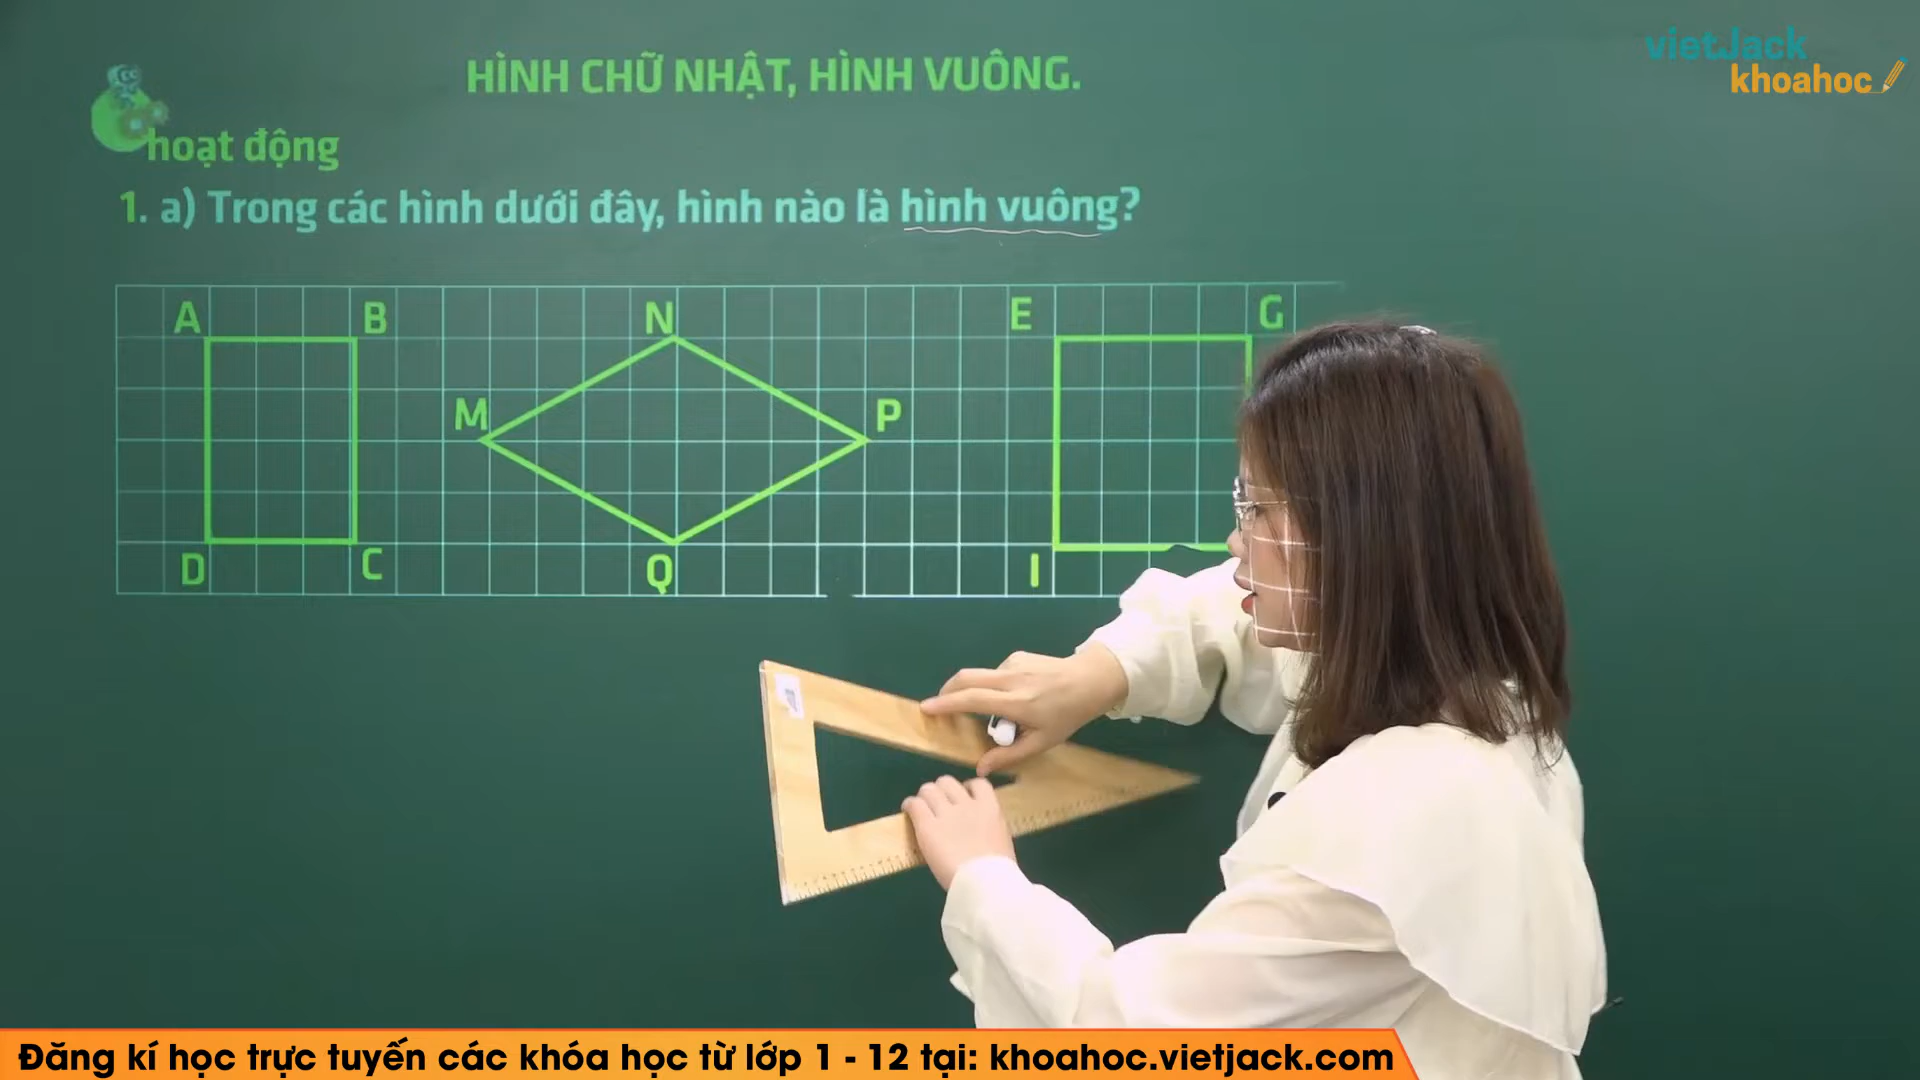 vietJack
khoahoc
HÌNH CHỮ NHẬT, HÌNH VUÔNG.
hoạt động
1. a) Trong các hình dưới đây, hình nào là hình vuông?
A B N E G
M P
D C Q I
Đăng kí học trực tuyến các khóa học từ lớp 1 - 12 tại: khoahoc.vietjack.com